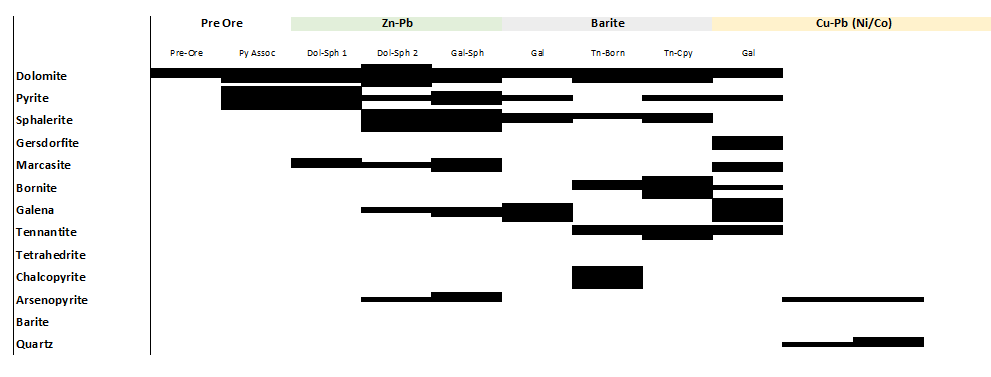 Pre Ore Zn-Pb Barite Cu-Pb (Ni/Co)
Pre-Ore Py Assoc Dol-Sph 1 Dol-Sph 2 Gal-Sph Gal Tn-Born Tn-Cpy Gal
Dolomite
Pyrite
Sphalerite
Gersdorfite
Marcasite
Bornite
Galena
Tennantite
Tetrahedrite
Chalcopyrite
Arsenopyrite
Barite
Quartz